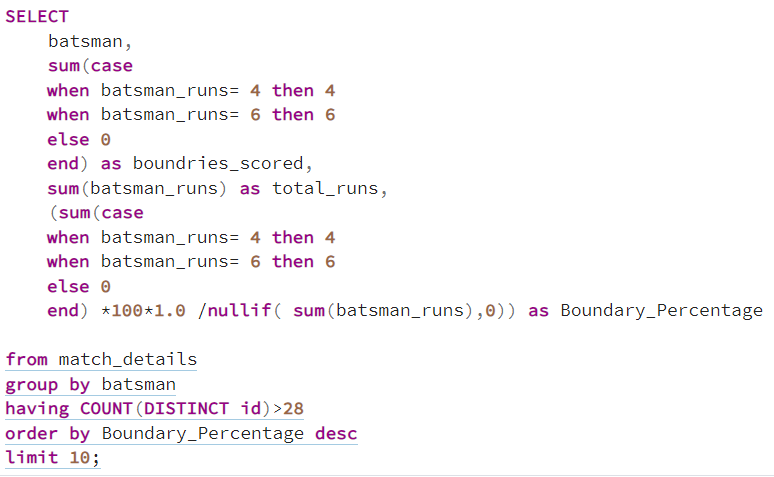 SELECT
batsman,
sum(case
when batsman_runs= 4 then 4
when batsman_runs= 6 then 6
else 0
end) as boundries_scored,
sum(batsman_runs) as total_runs,
(sum(case
when batsman_runs= 4 then 4
when batsman_runs= 6 then 6
else 0
end) *100*1.0 /nullif( sum(batsman_runs),0)) as Boundary_Percentage
from match_details
group by batsman
having COUNT(DISTINCT id)>28
order by Boundary_Percentage desc
limit 10;